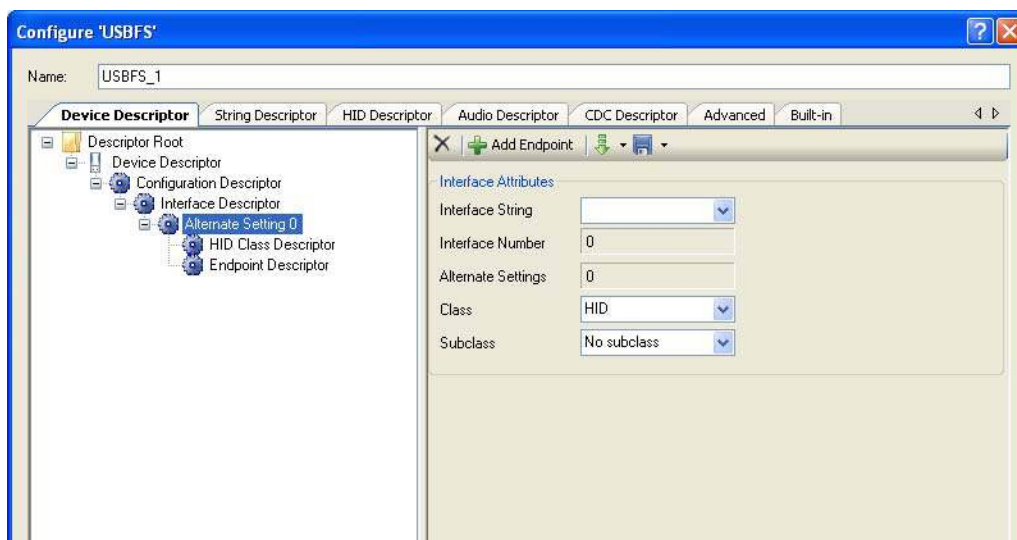 Configure 'USBFS'
Name: USBFS_1
Device Descriptor String Descriptor HID Descriptor Audio Descriptor CDC Descriptor Advanced Built-in
Descriptor Root
Device Descriptor
Configuration Descriptor
Interface Descriptor
Alternate Setting 0
HID Class Descriptor
Endpoint Descriptor
Add Endpoint
Interface Attributes
Interface String
Interface Number 0
Alternate Settings 0
Class HID
Subclass No subclass